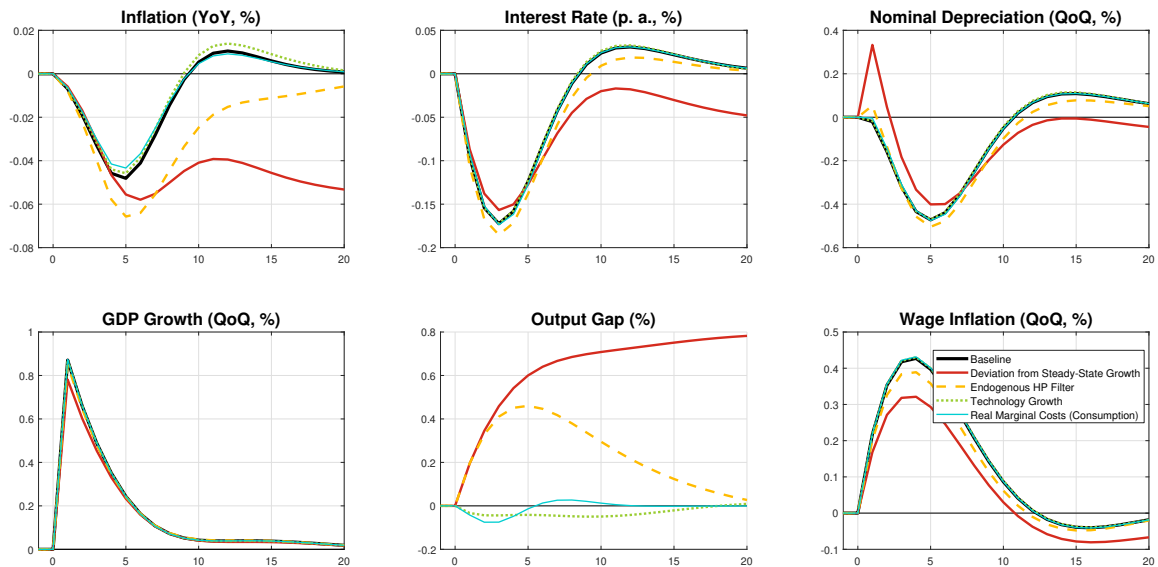 Inflation (YoY, %)
0.02
0
-0.02
-0.04
-0.06
-0.08
0 5 10 15 20
Interest Rate (p. a., %)
0.05
0
-0.05
-0.1
-0.15
-0.2
0 5 10 15 20
Nominal Depreciation (QoQ, %)
0.4
0.2
0
-0.2
-0.4
-0.6
0 5 10 15 20
GDP Growth (QoQ, %)
1
0.8
0.6
0.4
0.2
0
0 5 10 15 20
Output Gap (%)
0.8
0.6
0.4
0.2
0
-0.2
0 5 10 15 20
Wage Inflation (QoQ, %)
0.5
0.4
0.3
0.2
0.1
0
-0.1
0 5 10 15 20
Baseline
Deviation from Steady-State Growth
Endogenous HP Filter
Technology Growth
Real Marginal Costs (Consumption)